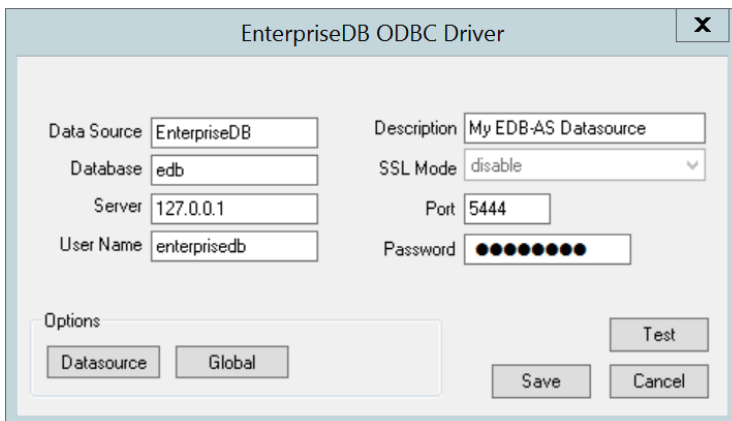 EnterpriseDB ODBC Driver
X
Data Source EnterpriseDB Description My EDB-AS Datasource
Database edb SSL Mode disable
Server 127.0.0.1 Port 5444
User Name enterprisedb Password ●●●●●●●●
Options
Test
Datasource Global
Save Cancel